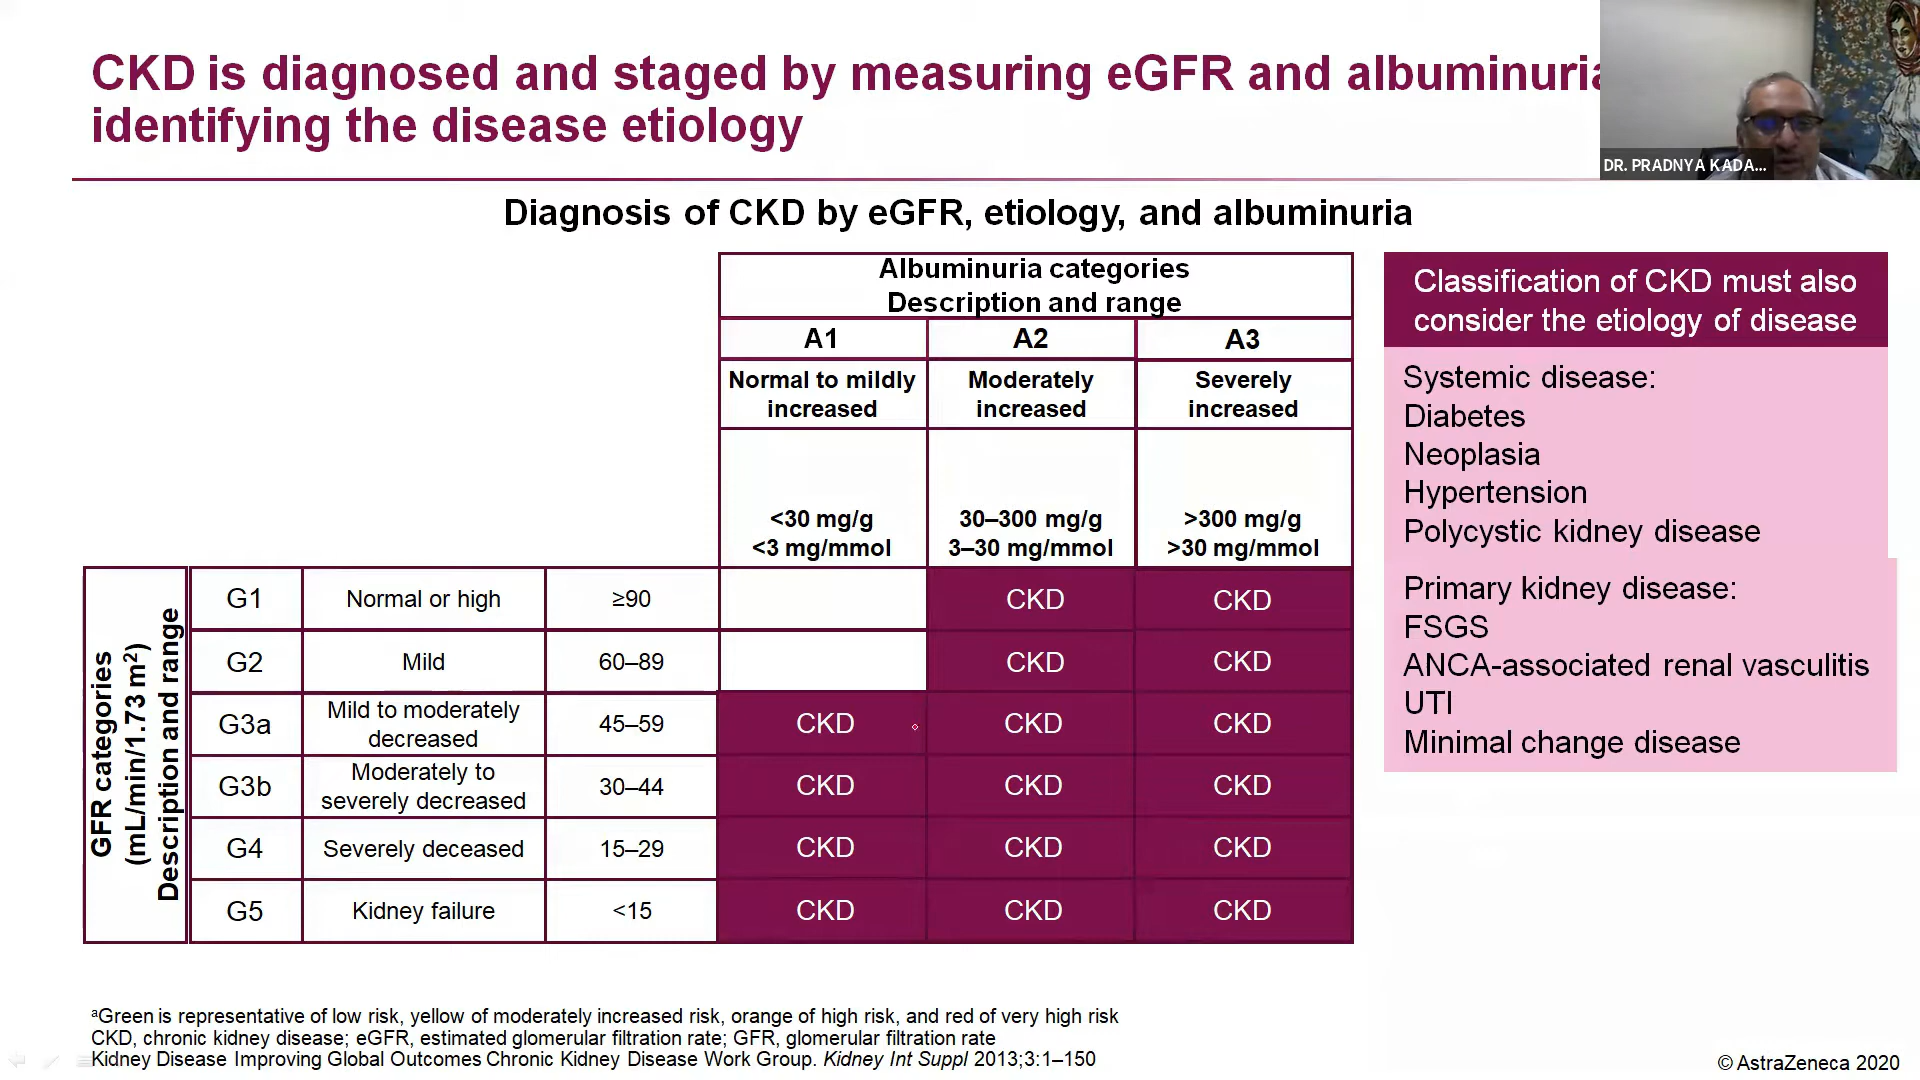 CKD is diagnosed and staged by measuring eGFR and albuminuria
identifying the disease etiology
DR. PRADNYA KADA...
Diagnosis of CKD by eGFR, etiology, and albuminuria
Albuminuria categories
Description and range
A1 A2 A3
Normal to mildly increased Moderately increased Severely increased
<30 mg/g 30–300 mg/g >300 mg/g
<3 mg/mmol 3–30 mg/mmol >30 mg/mmol
GFR categories
(mL/min/1.73 m²)
Description and range
G1 Normal or high ≥90 CKD CKD
G2 Mild 60–89 CKD CKD
G3a Mild to moderately decreased 45–59 CKD CKD CKD
G3b Moderately to severely decreased 30–44 CKD CKD CKD
G4 Severely deceased 15–29 CKD CKD CKD
G5 Kidney failure <15 CKD CKD CKD
Classification of CKD must also
consider the etiology of disease
Systemic disease:
Diabetes
Neoplasia
Hypertension
Polycystic kidney disease
Primary kidney disease:
FSGS
ANCA-associated renal vasculitis
UTI
Minimal change disease
ᵃGreen is representative of low risk, yellow of moderately increased risk, orange of high risk, and red of very high risk
CKD, chronic kidney disease; eGFR, estimated glomerular filtration rate; GFR, glomerular filtration rate
Kidney Disease Improving Global Outcomes Chronic Kidney Disease Work Group. Kidney Int Suppl 2013;3:1–150
© AstraZeneca 2020